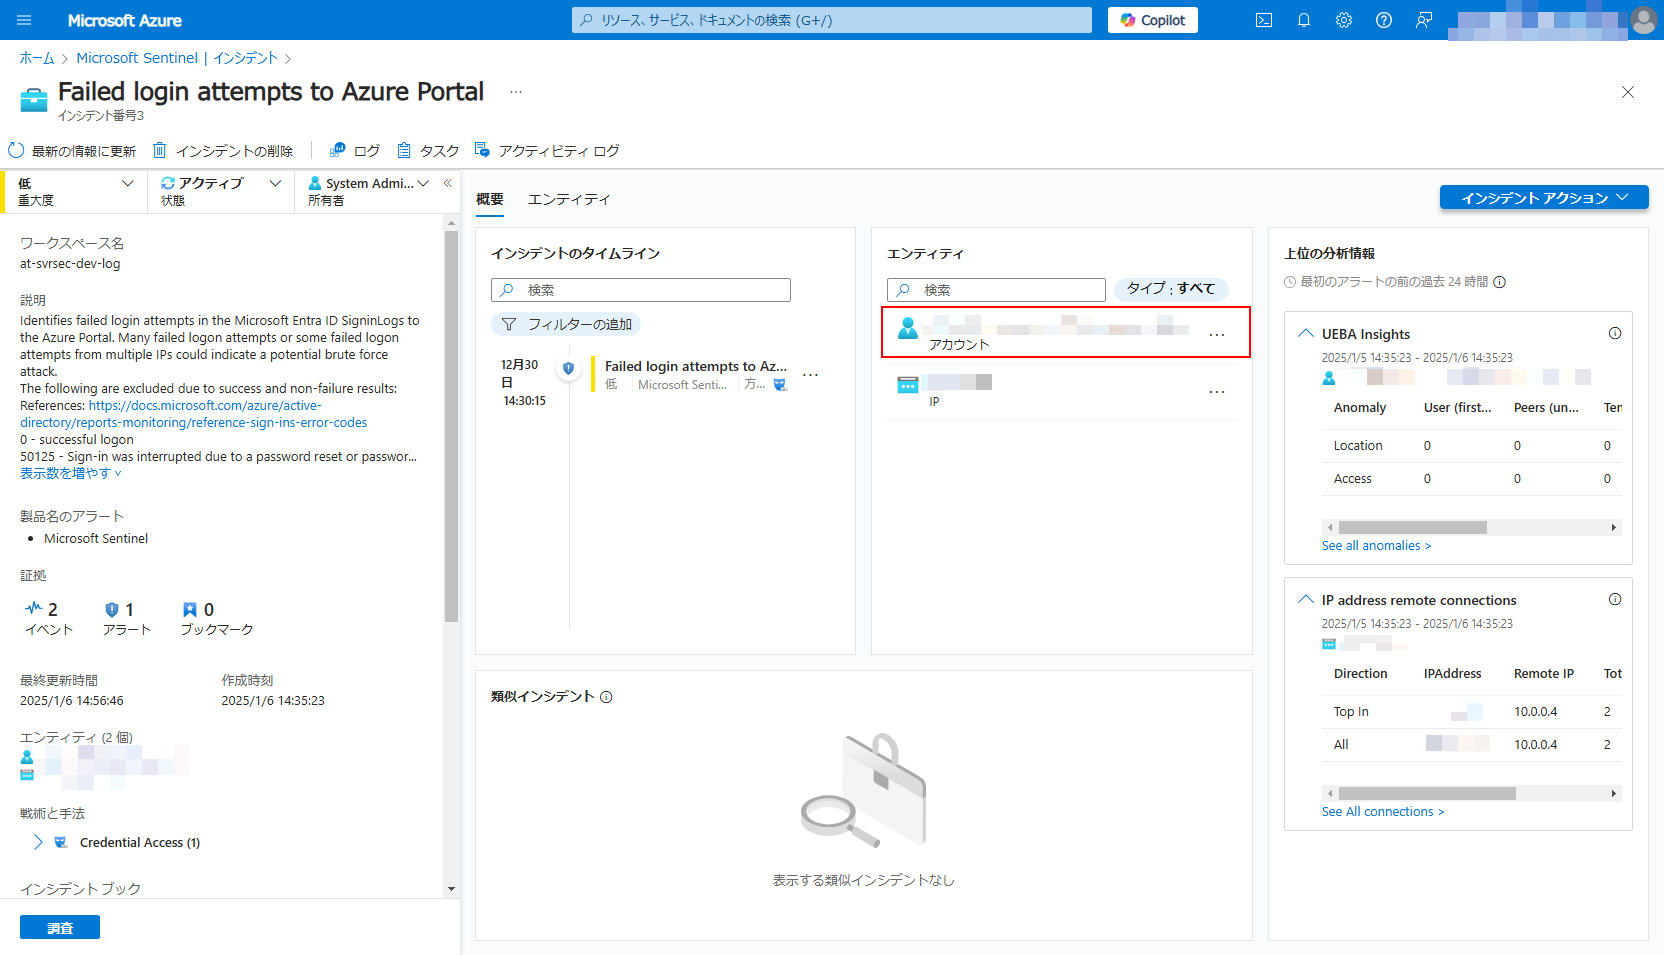 Microsoft Azure
リソース、サービス、ドキュメントの検索 (G+/)
Copilot
ホーム > Microsoft Sentinel | インシデント >
Failed login attempts to Azure Portal ...
インシデント番号3
最新の情報に更新 インシデントの削除 ログ タスク アクティビティ ログ
低
重大度
アクティブ
状態
System Admi...
所有者
ワークスペース名
at-svrsec-dev-log
説明
Identifies failed login attempts in the Microsoft Entra ID SigninLogs to
the Azure Portal. Many failed logon attempts or some failed logon
attempts from multiple IPs could indicate a potential brute force
attack.
The following are excluded due to success and non-failure results:
References: https://docs.microsoft.com/azure/active-
directory/reports-monitoring/reference-sign-ins-error-codes
0 - successful logon
50125 - Sign-in was interrupted due to a password reset or passwor...
表示数を増やす
製品名のアラート
• Microsoft Sentinel
証拠
2
イベント
1
アラート
0
ブックマーク
最終更新時間
2025/1/6 14:56:46
作成時刻
2025/1/6 14:35:23
エンティティ (2 個)
戦術と手法
Credential Access (1)
インシデント ブック
調査
概要 エンティティ
インシデント アクション
インシデントのタイムライン
検索
フィルターの追加
12月30
日
14:30:15
Failed login attempts to Az...
低 Microsoft Senti... 方...
...
エンティティ
検索
タイプ : すべて
...
アカウント
...
IP
類似インシデント
表示する類似インシデントなし
上位の分析情報
最初のアラートの前の過去 24 時間
UEBA Insights
2025/1/5 14:35:23 - 2025/1/6 14:35:23
Anomaly User (first... Peers (un... Ten
Location 0 0 0
Access 0 0 0
See all anomalies >
IP address remote connections
2025/1/5 14:35:23 - 2025/1/6 14:35:23
Direction IPAddress Remote IP Tot
Top In 10.0.0.4 2
All 10.0.0.4 2
See All connections >